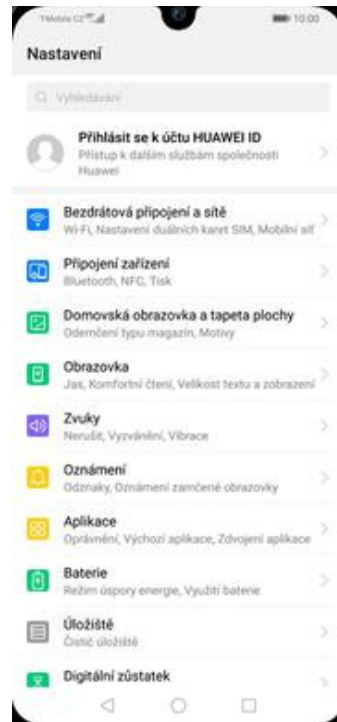 T-Mobile CZ
10:00
Nastavení
Vyhledávání
Přihlásit se k účtu HUAWEI ID
Přístup k dalším službám společnosti
Huawei
Bezdrátová připojení a sítě
Wi-Fi, Nastavení duálních karet SIM, Mobilní síť
Připojení zařízení
Bluetooth, NFC, Tisk
Domovská obrazovka a tapeta plochy
Odemčení typu magazín, Motivy
Obrazovka
Jas, Komfortní čtení, Velikost textu a zobrazení
Zvuky
Nerušit, Vyzvánění, Vibrace
Oznámení
Odznaky, Oznámení zamčené obrazovky
Aplikace
Oprávnění, Výchozí aplikace, Zdvojení aplikace
Baterie
Režim úspory energie, Využití baterie
Úložiště
Čistič úložiště
Digitální zůstatek